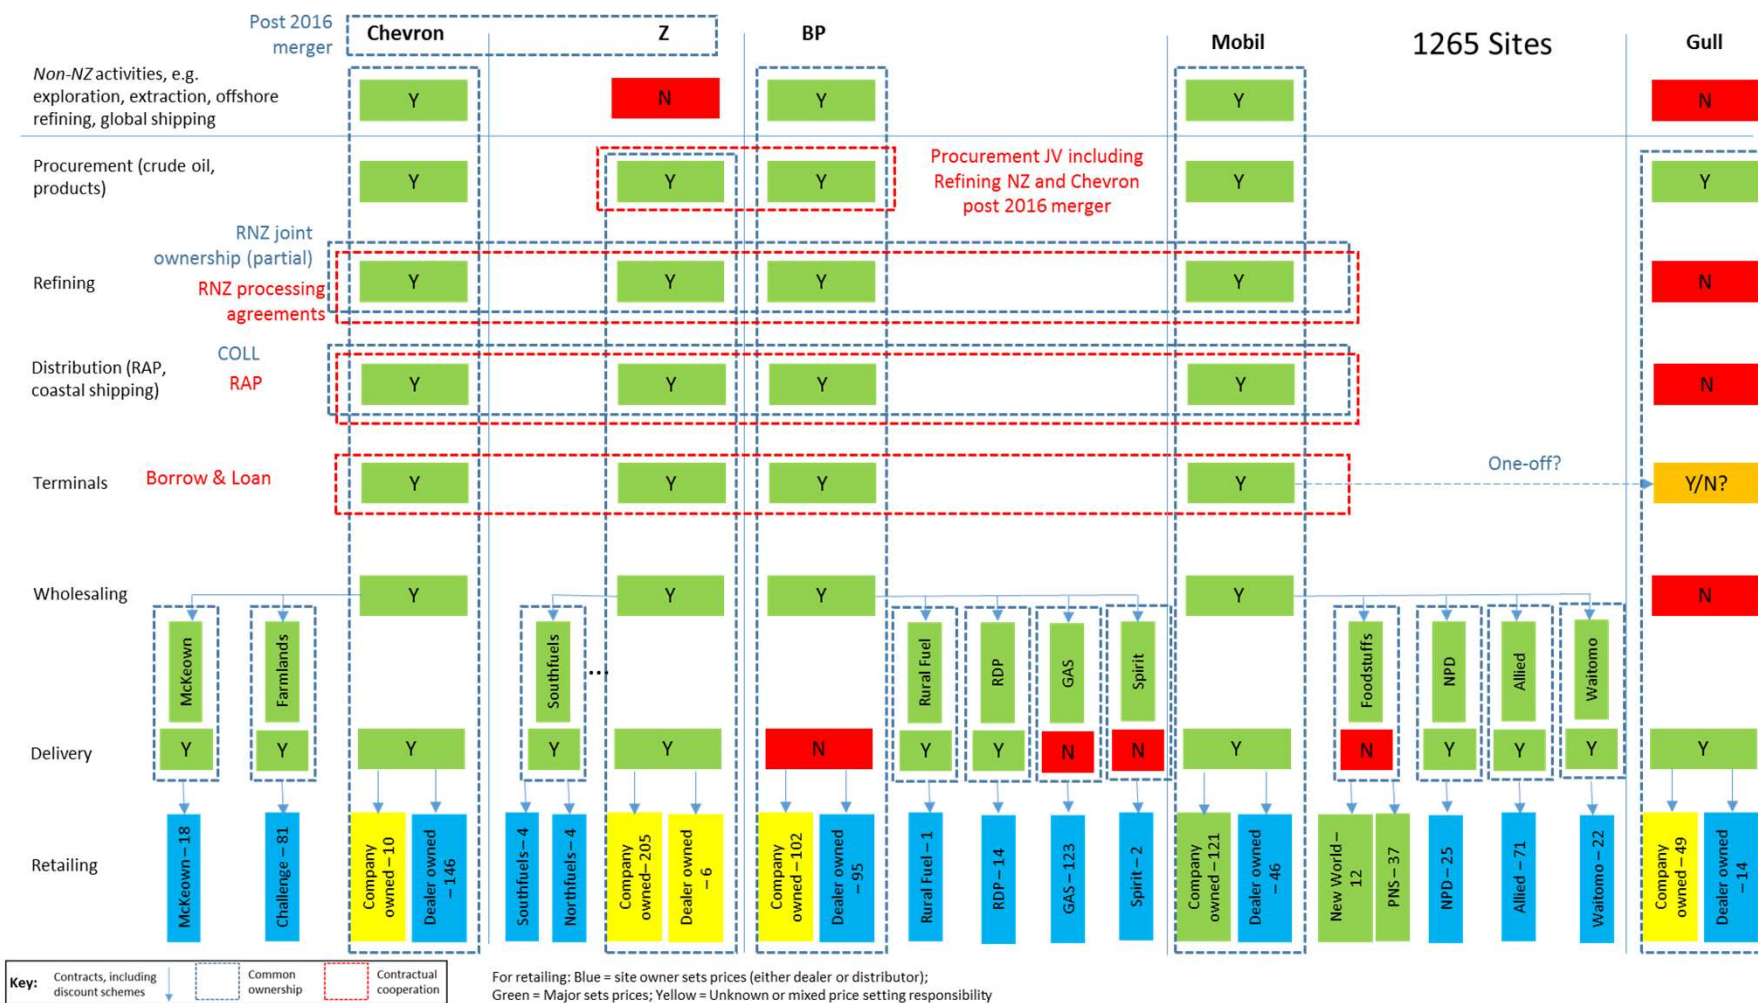 Post 2016
merger
Chevron
Z
BP
Mobil
1265 Sites
Gull
Non-NZ activities, e.g.
exploration, extraction, offshore
refining, global shipping
Y
N
Y
Y
N
Procurement (crude oil,
products)
Y
Y
Y
Procurement JV including
Refining NZ and Chevron
post 2016 merger
Y
Y
RNZ joint
ownership (partial)
Refining
RNZ processing
agreements
Y
Y
Y
Y
N
Distribution (RAP,
coastal shipping)
COLL
RAP
Y
Y
Y
Y
N
Terminals
Borrow & Loan
Y
Y
Y
Y
One-off?
Y/N?
Wholesaling
Y
Y
Y
Y
N
McKeown
Farmlands
Southfuels
...
Rural Fuel
RDP
GAS
Spirit
Foodstuffs
NPD
Allied
Waitomo
Delivery
Y
Y
Y
Y
Y
N
Y
Y
N
N
Y
N
Y
Y
Y
Y
Retailing
McKeown – 18
Challenge – 81
Company
owned – 10
Dealer owned
– 146
Southfuels – 4
Northfuels – 4
Company
owned – 205
Dealer owned
– 6
Company
owned – 102
Dealer owned
– 95
Rural Fuel – 1
RDP – 14
GAS – 123
Spirit – 2
Company
owned – 121
Dealer owned
– 46
New World –
12
PNS – 37
NPD – 25
Allied – 71
Waitomo – 22
Company
owned – 49
Dealer owned
– 14
Key:
Contracts, including
discount schemes
Common
ownership
Contractual
cooperation
For retailing: Blue = site owner sets prices (either dealer or distributor);
Green = Major sets prices; Yellow = Unknown or mixed price setting responsibility